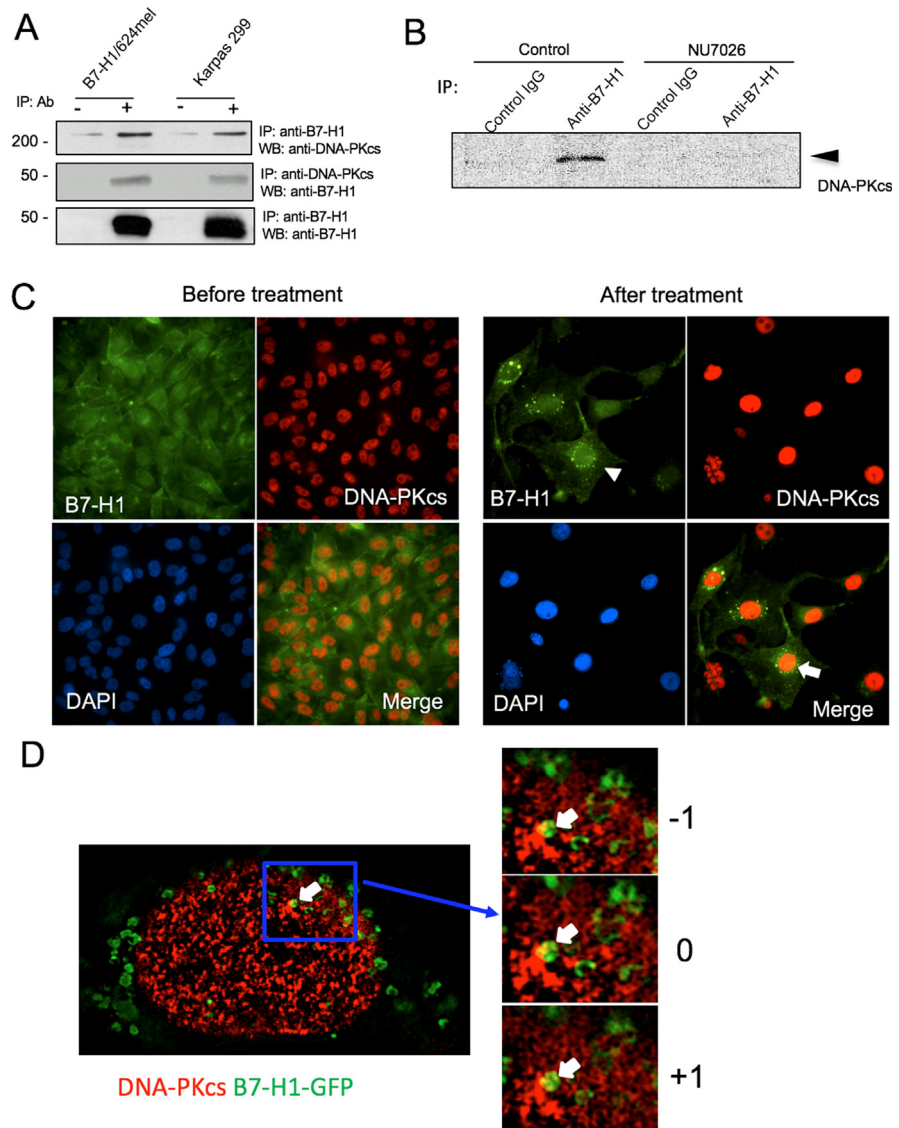 A
B7-H1/624mel
Karpas 299
IP: Ab
- + - +
200 -
IP: anti-B7-H1
WB: anti-DNA-PKcs
50 -
IP: anti-DNA-PKcs
WB: anti-B7-H1
50 -
IP: anti-B7-H1
WB: anti-B7-H1
B
Control
NU7026
IP:
Control IgG
Anti-B7-H1
Control IgG
Anti-B7-H1
DNA-PKcs
C
Before treatment
After treatment
B7-H1
DNA-PKcs
B7-H1
DNA-PKcs
DAPI
Merge
DAPI
Merge
D
-1
0
+1
DNA-PKcs B7-H1-GFP